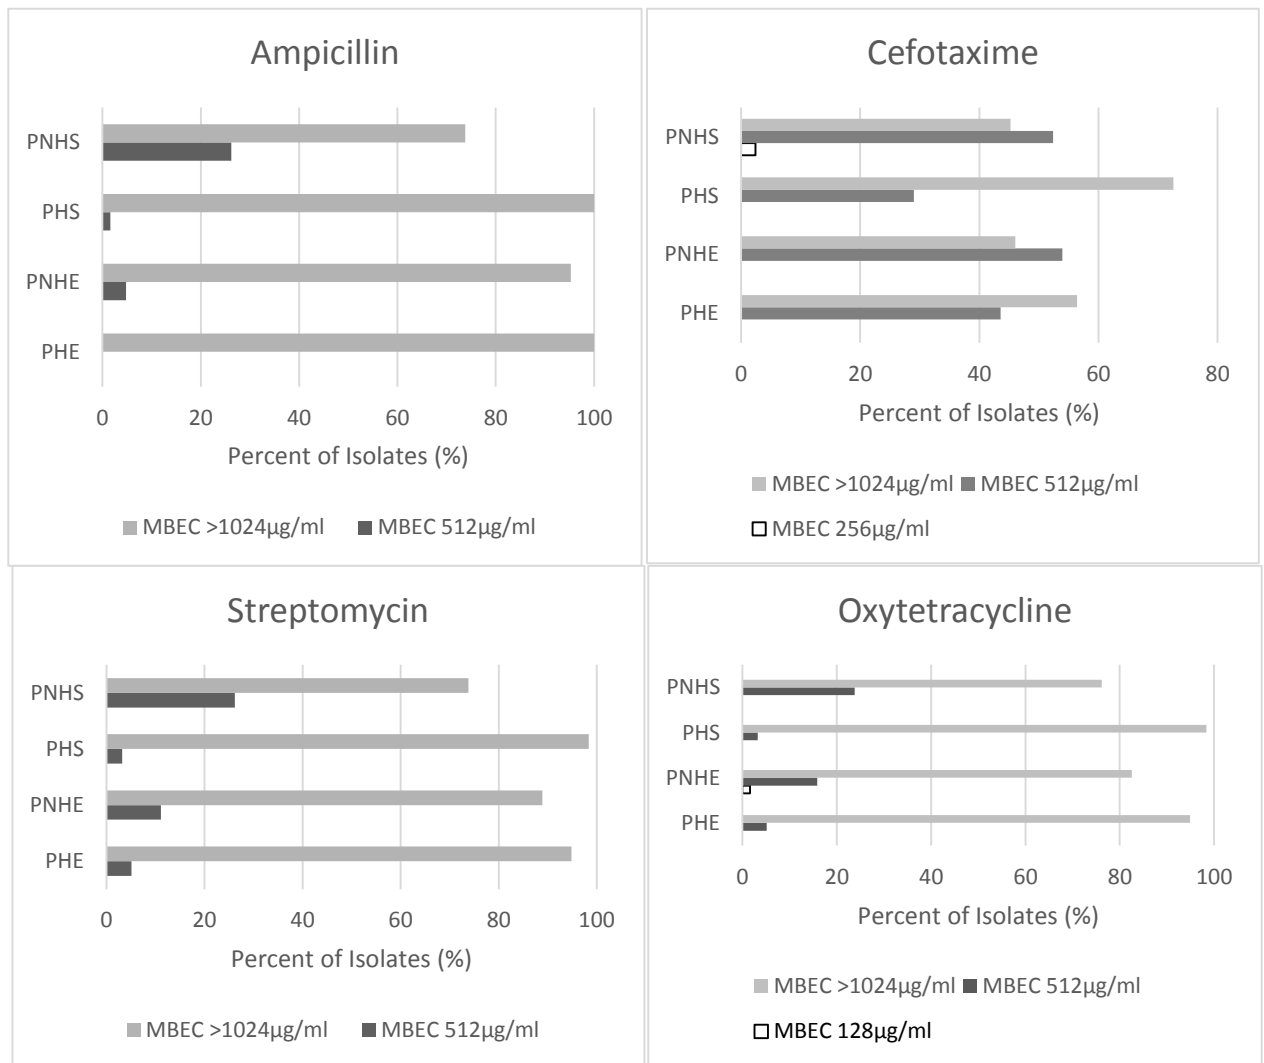 Ampicillin
PNHS
PHS
PNHE
PHE
0 20 40 60 80 100
Percent of Isolates (%)
MBEC >1024µg/ml MBEC 512µg/ml
Cefotaxime
PNHS
PHS
PNHE
PHE
0 20 40 60 80
Percent of Isolates (%)
MBEC >1024µg/ml MBEC 512µg/ml
MBEC 256µg/ml
Streptomycin
PNHS
PHS
PNHE
PHE
0 20 40 60 80 100
Percent of Isolates (%)
MBEC >1024µg/ml MBEC 512µg/ml
Oxytetracycline
PNHS
PHS
PNHE
PHE
0 20 40 60 80 100
Percent of Isolates (%)
MBEC >1024µg/ml MBEC 512µg/ml
MBEC 128µg/ml